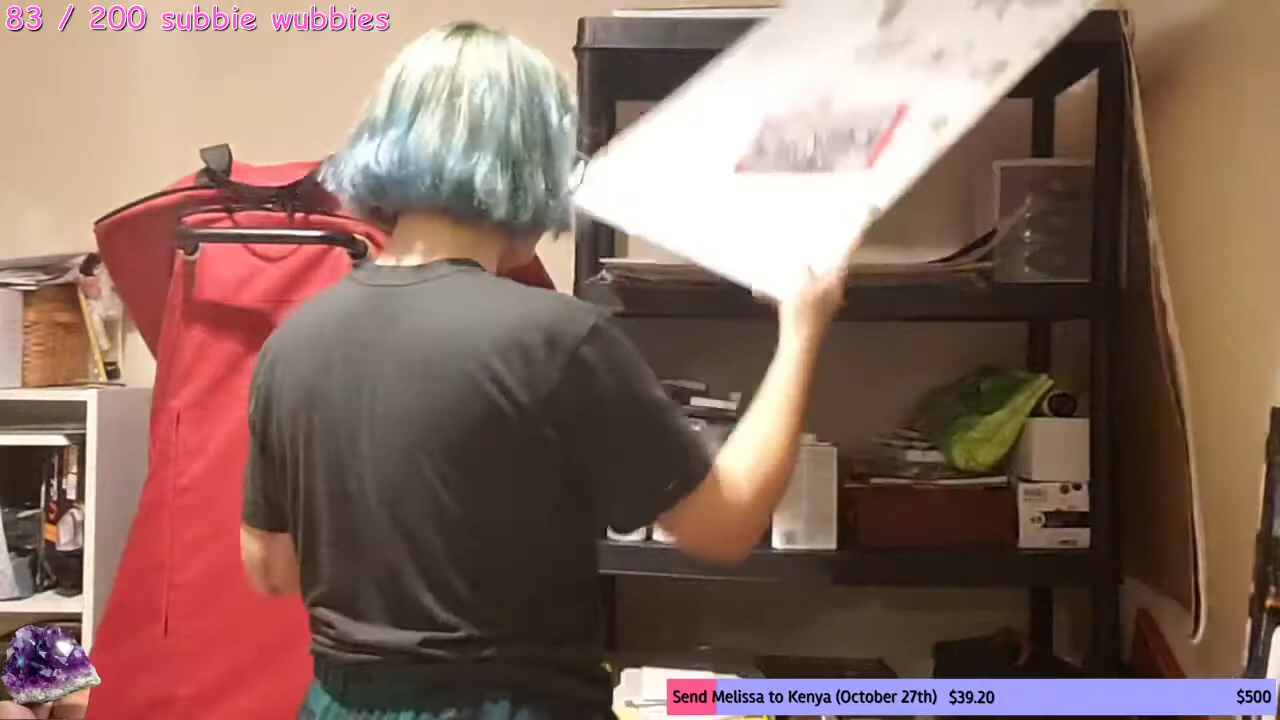 83 / 200 subbie wubbies
Send Melissa to Kenya (October 27th) $39.20 $500